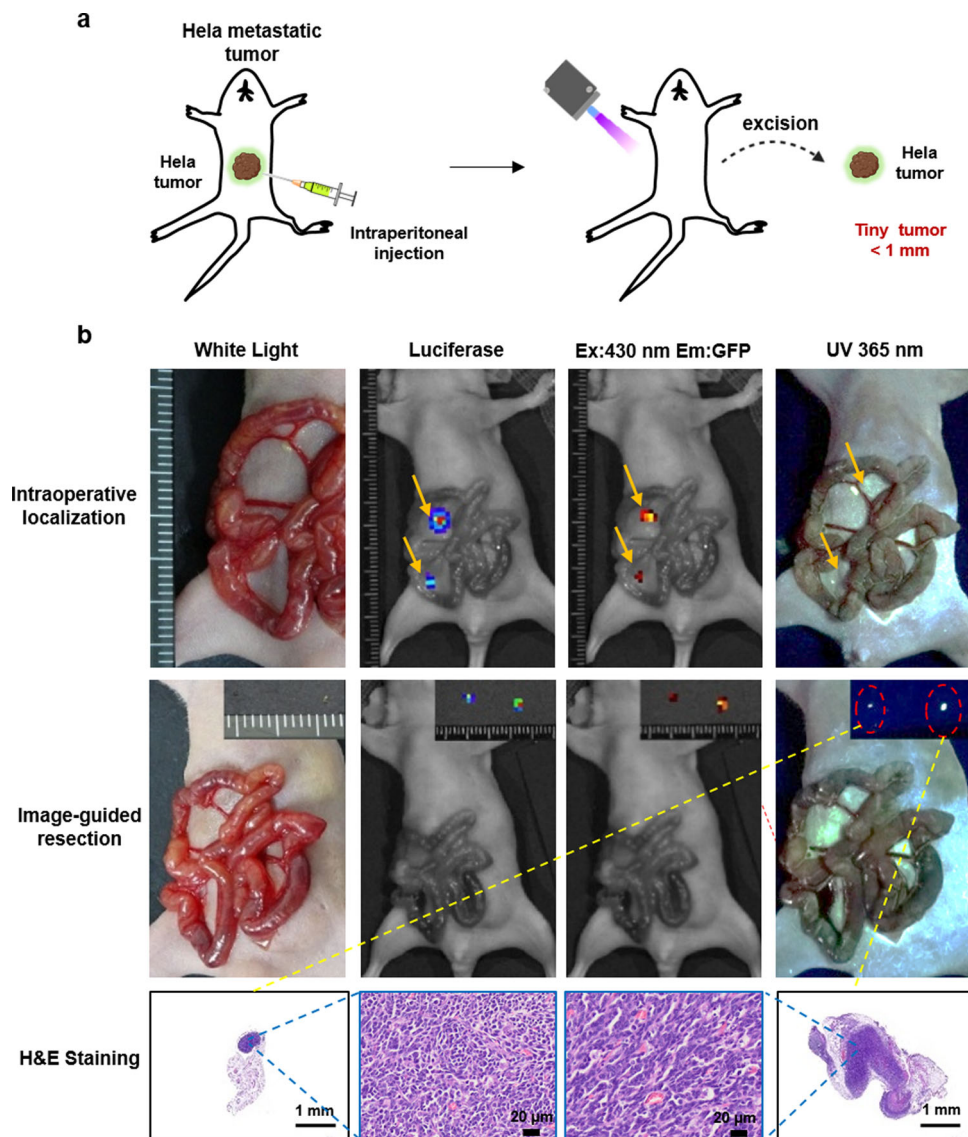 a
Hela metastatic
tumor
Hela
tumor
Intraperitoneal
injection
excision
Hela
tumor
Tiny tumor
< 1 mm
b
White Light
Luciferase
Ex:430 nm Em:GFP
UV 365 nm
Intraoperative
localization
Image-guided
resection
H&E Staining
1 mm
20 µm
20 µm
1 mm